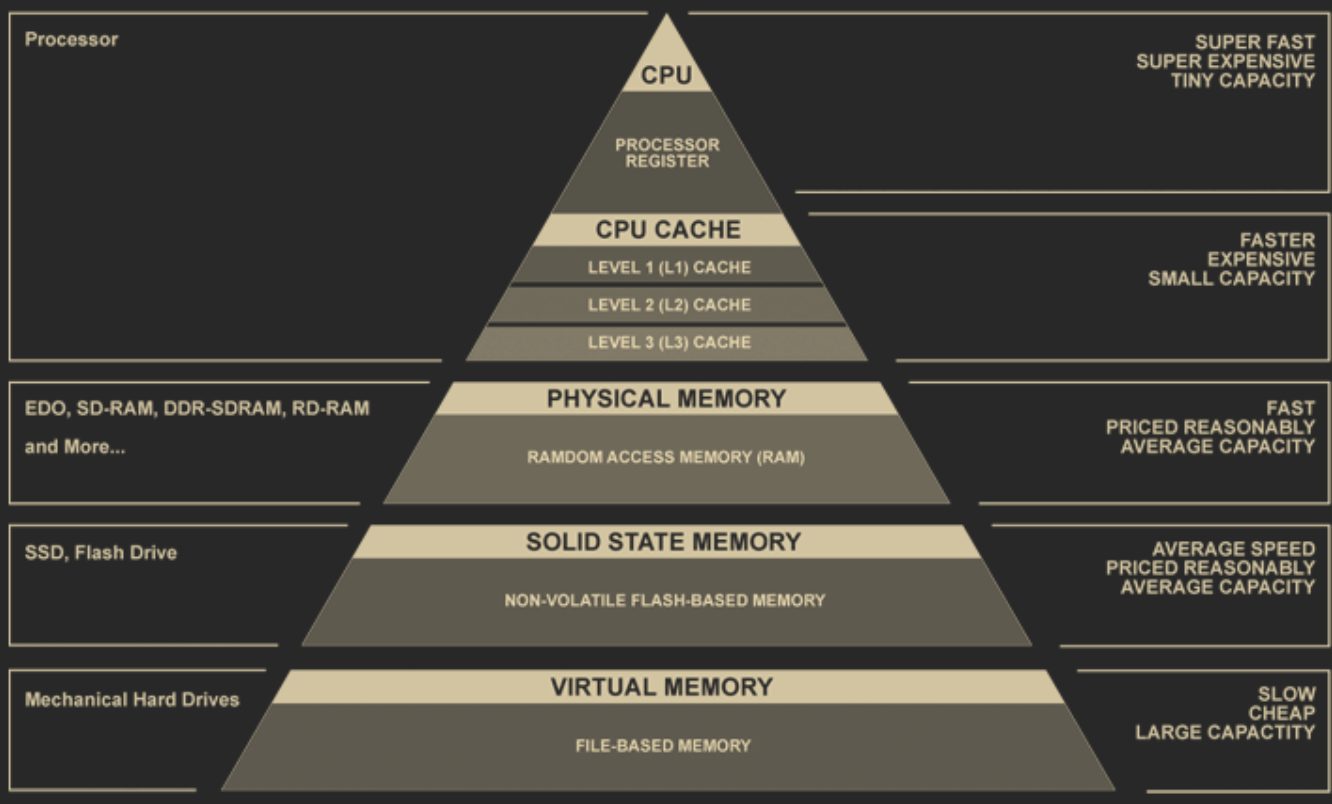 Processor
CPU
SUPER FAST
SUPER EXPENSIVE
TINY CAPACITY
PROCESSOR
REGISTER
CPU CACHE
LEVEL 1 (L1) CACHE
LEVEL 2 (L2) CACHE
LEVEL 3 (L3) CACHE
FASTER
EXPENSIVE
SMALL CAPACITY
EDO, SD-RAM, DDR-SDRAM, RD-RAM
and More...
PHYSICAL MEMORY
RAMDOM ACCESS MEMORY (RAM)
FAST
PRICED REASONABLY
AVERAGE CAPACITY
SSD, Flash Drive
SOLID STATE MEMORY
NON-VOLATILE FLASH-BASED MEMORY
AVERAGE SPEED
PRICED REASONABLY
AVERAGE CAPACITY
Mechanical Hard Drives
VIRTUAL MEMORY
FILE-BASED MEMORY
SLOW
CHEAP
LARGE CAPACTITY